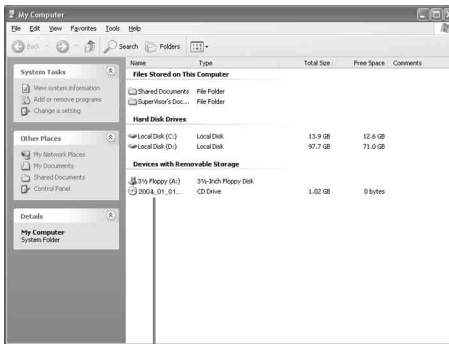 My Computer
File Edit View Favorites Tools Help
Back Search Folders
System Tasks
View system information
Add or remove programs
Change a setting
Other Places
My Network Places
My Documents
Shared Documents
Control Panel
Details
My Computer
System Folder
Name Type Total Size Free Space Comments
Files Stored on This Computer
Shared Documents File Folder
SuperVisor's Doc... File Folder
Hard Disk Drives
Local Disk (C:) Local Disk 13.9 GB 12.6 GB
Local Disk (D:) Local Disk 97.7 GB 71.0 GB
Devices with Removable Storage
3½ Floppy (A:) 3½-Inch Floppy Disk
2004_01_01... CD Drive 1.02 GB 0 bytes